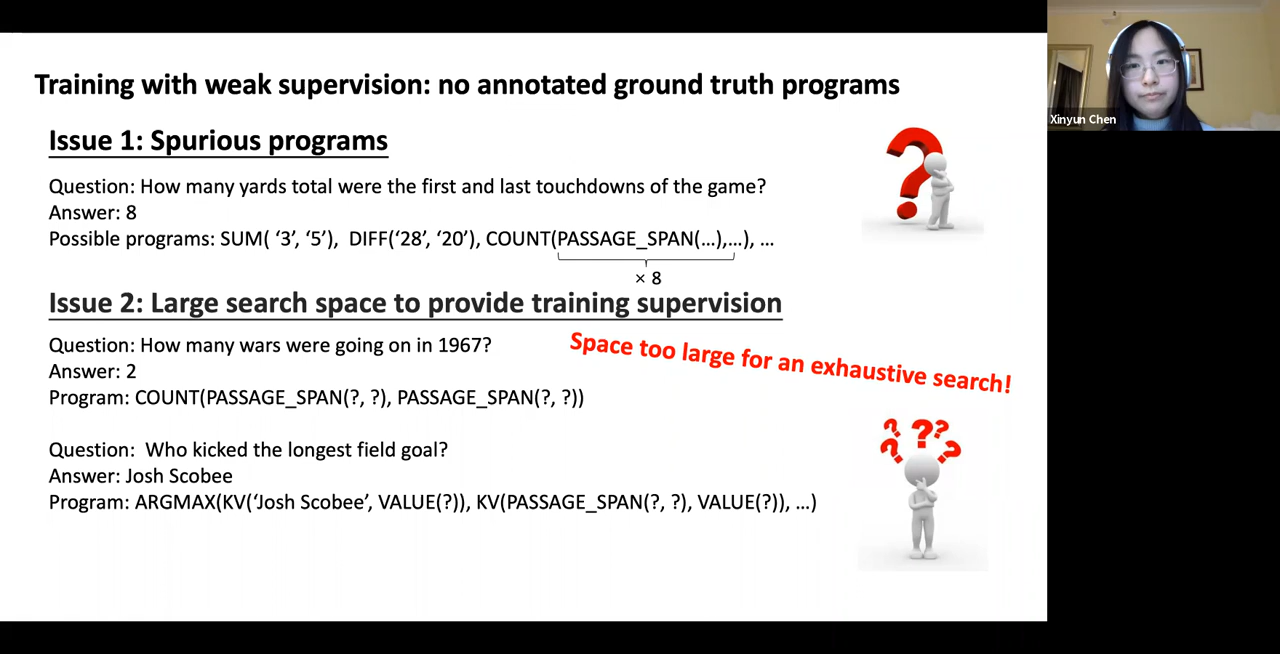 Training with weak supervision: no annotated ground truth programs
Xinyun Chen
Issue 1: Spurious programs
Question: How many yards total were the first and last touchdowns of the game?
Answer: 8
Possible programs: SUM( ‘3’, ‘5’), DIFF(‘28’, ‘20’), COUNT(PASSAGE_SPAN(…),…), …
× 8
Issue 2: Large search space to provide training supervision
Question: How many wars were going on in 1967?
Space too large for an exhaustive search!
Answer: 2
Program: COUNT(PASSAGE_SPAN(?, ?), PASSAGE_SPAN(?, ?))
Question: Who kicked the longest field goal?
Answer: Josh Scobee
Program: ARGMAX(KV(‘Josh Scobee’, VALUE(?)), KV(PASSAGE_SPAN(?, ?), VALUE(?)), …)